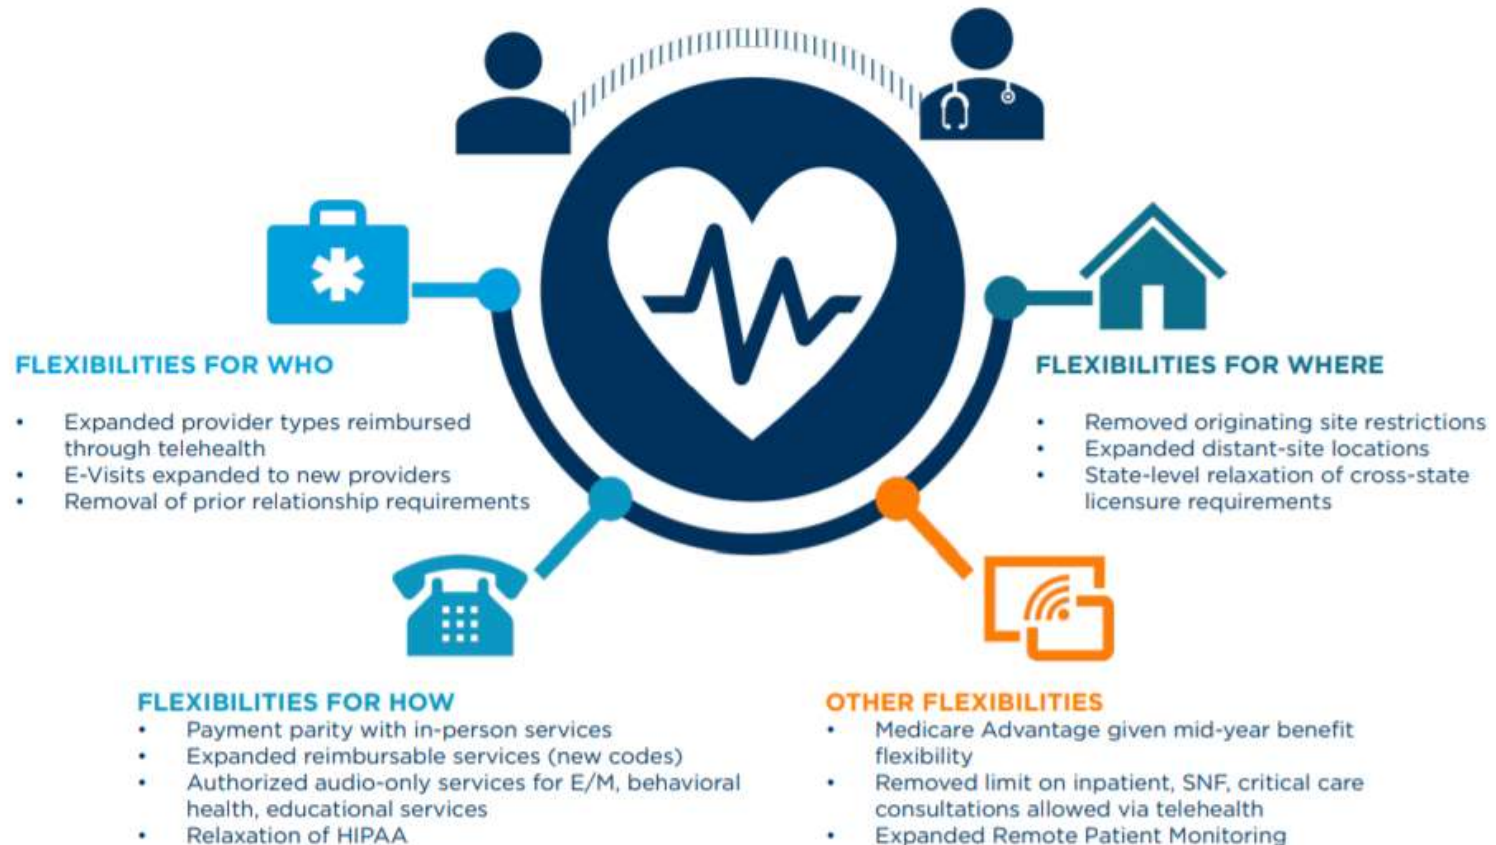 FLEXIBILITIES FOR WHO
• Expanded provider types reimbursed
through telehealth
• E-Visits expanded to new providers
• Removal of prior relationship requirements
FLEXIBILITIES FOR WHERE
• Removed originating site restrictions
• Expanded distant-site locations
• State-level relaxation of cross-state
licensure requirements
FLEXIBILITIES FOR HOW
• Payment parity with in-person services
• Expanded reimbursable services (new codes)
• Authorized audio-only services for E/M, behavioral
health, educational services
• Relaxation of HIPAA
OTHER FLEXIBILITIES
• Medicare Advantage given mid-year benefit
flexibility
• Removed limit on inpatient, SNF, critical care
consultations allowed via telehealth
• Expanded Remote Patient Monitoring